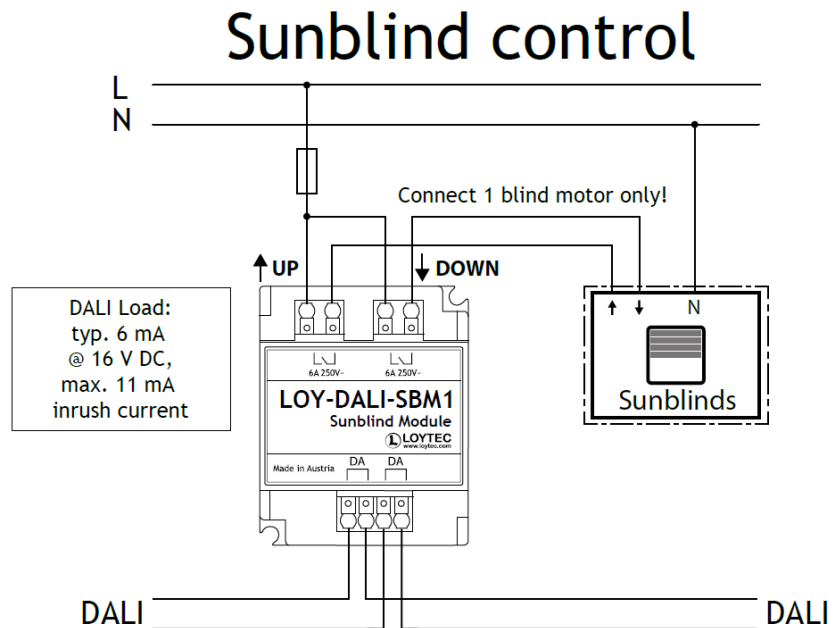 Sunblind control
L
N
Connect 1 blind motor only!
↑ UP
↓ DOWN
DALI Load:
typ. 6 mA
@ 16 V DC,
max. 11 mA
inrush current
↑ ↓ N
Sunblinds
6A 250V~ 6A 250V~
LOY-DALI-SBM1
Sunblind Module
LOYTEC
www.loytec.com
Made in Austria
DA DA
DALI DALI